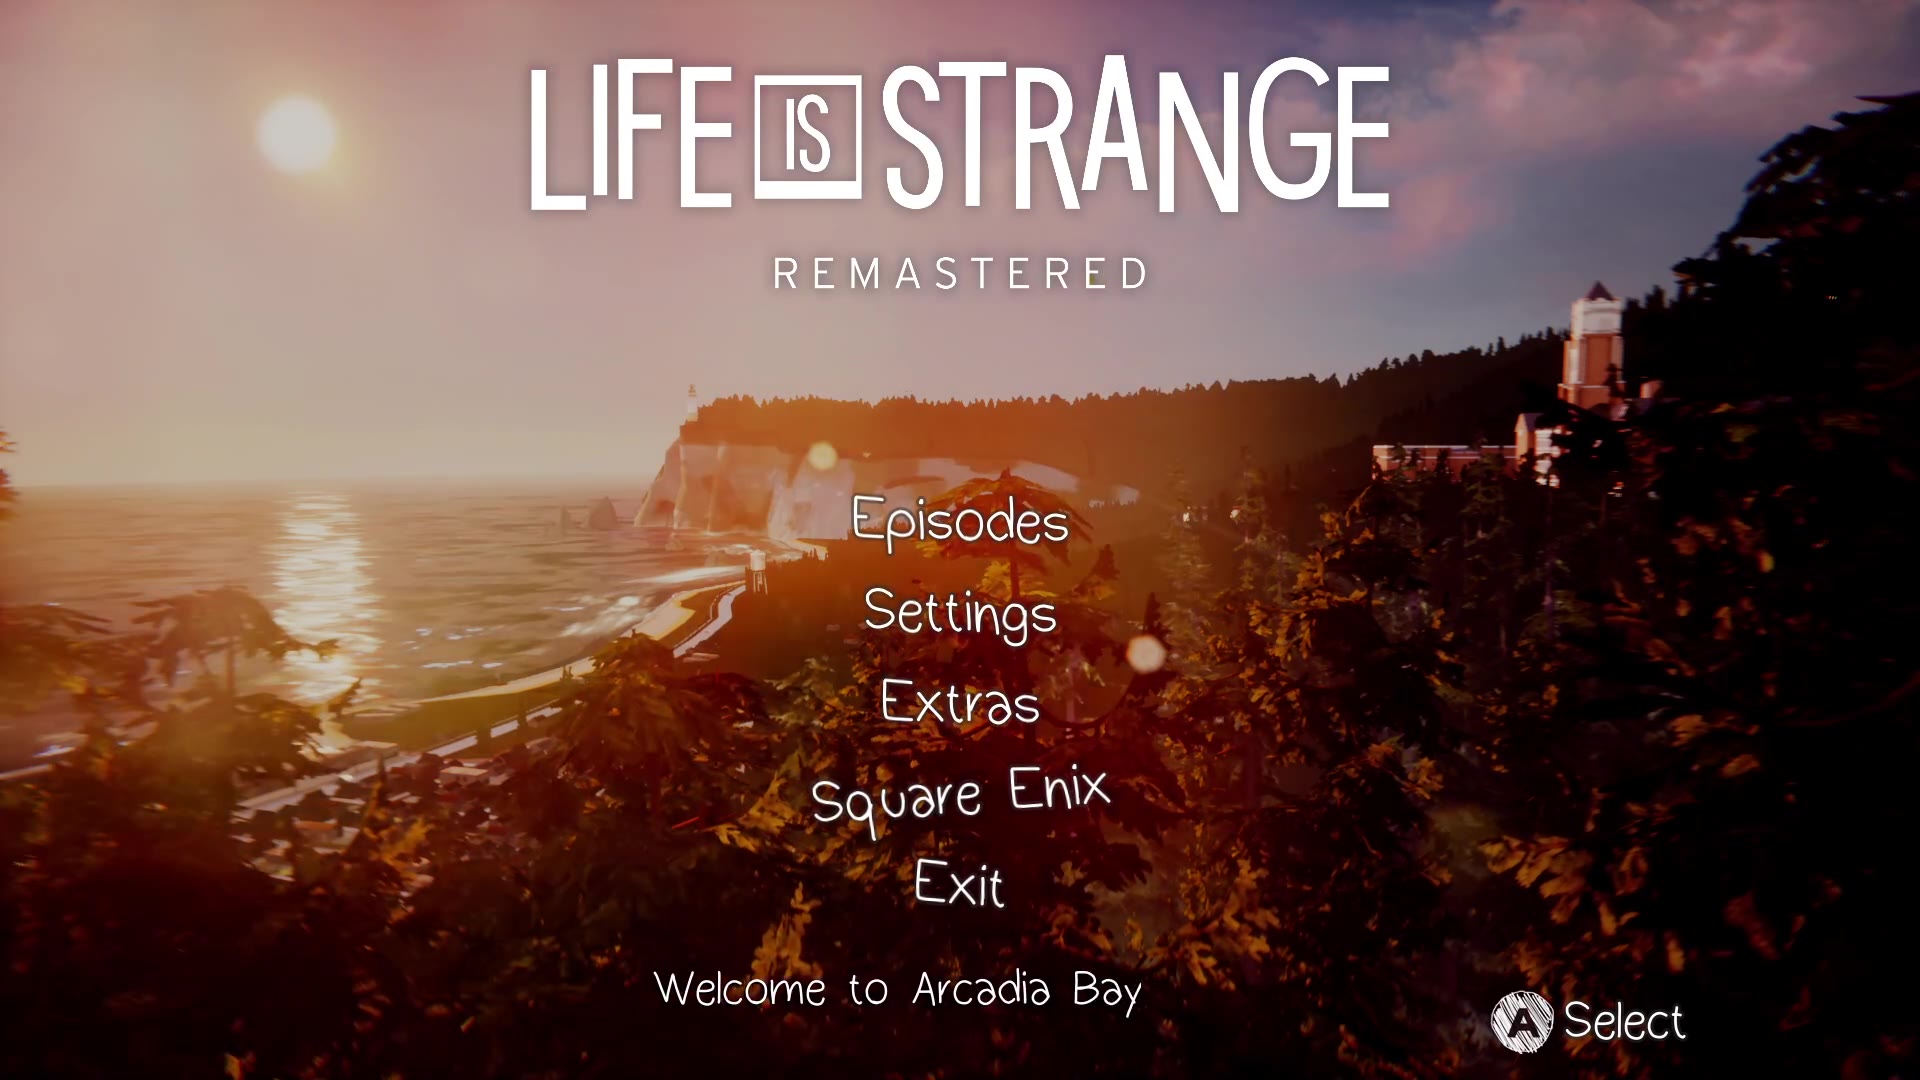 LIFE IS STRANGE
REMASTERED
Episodes
Settings
Extras
Square Enix
Exit
Welcome to Arcadia Bay
A Select